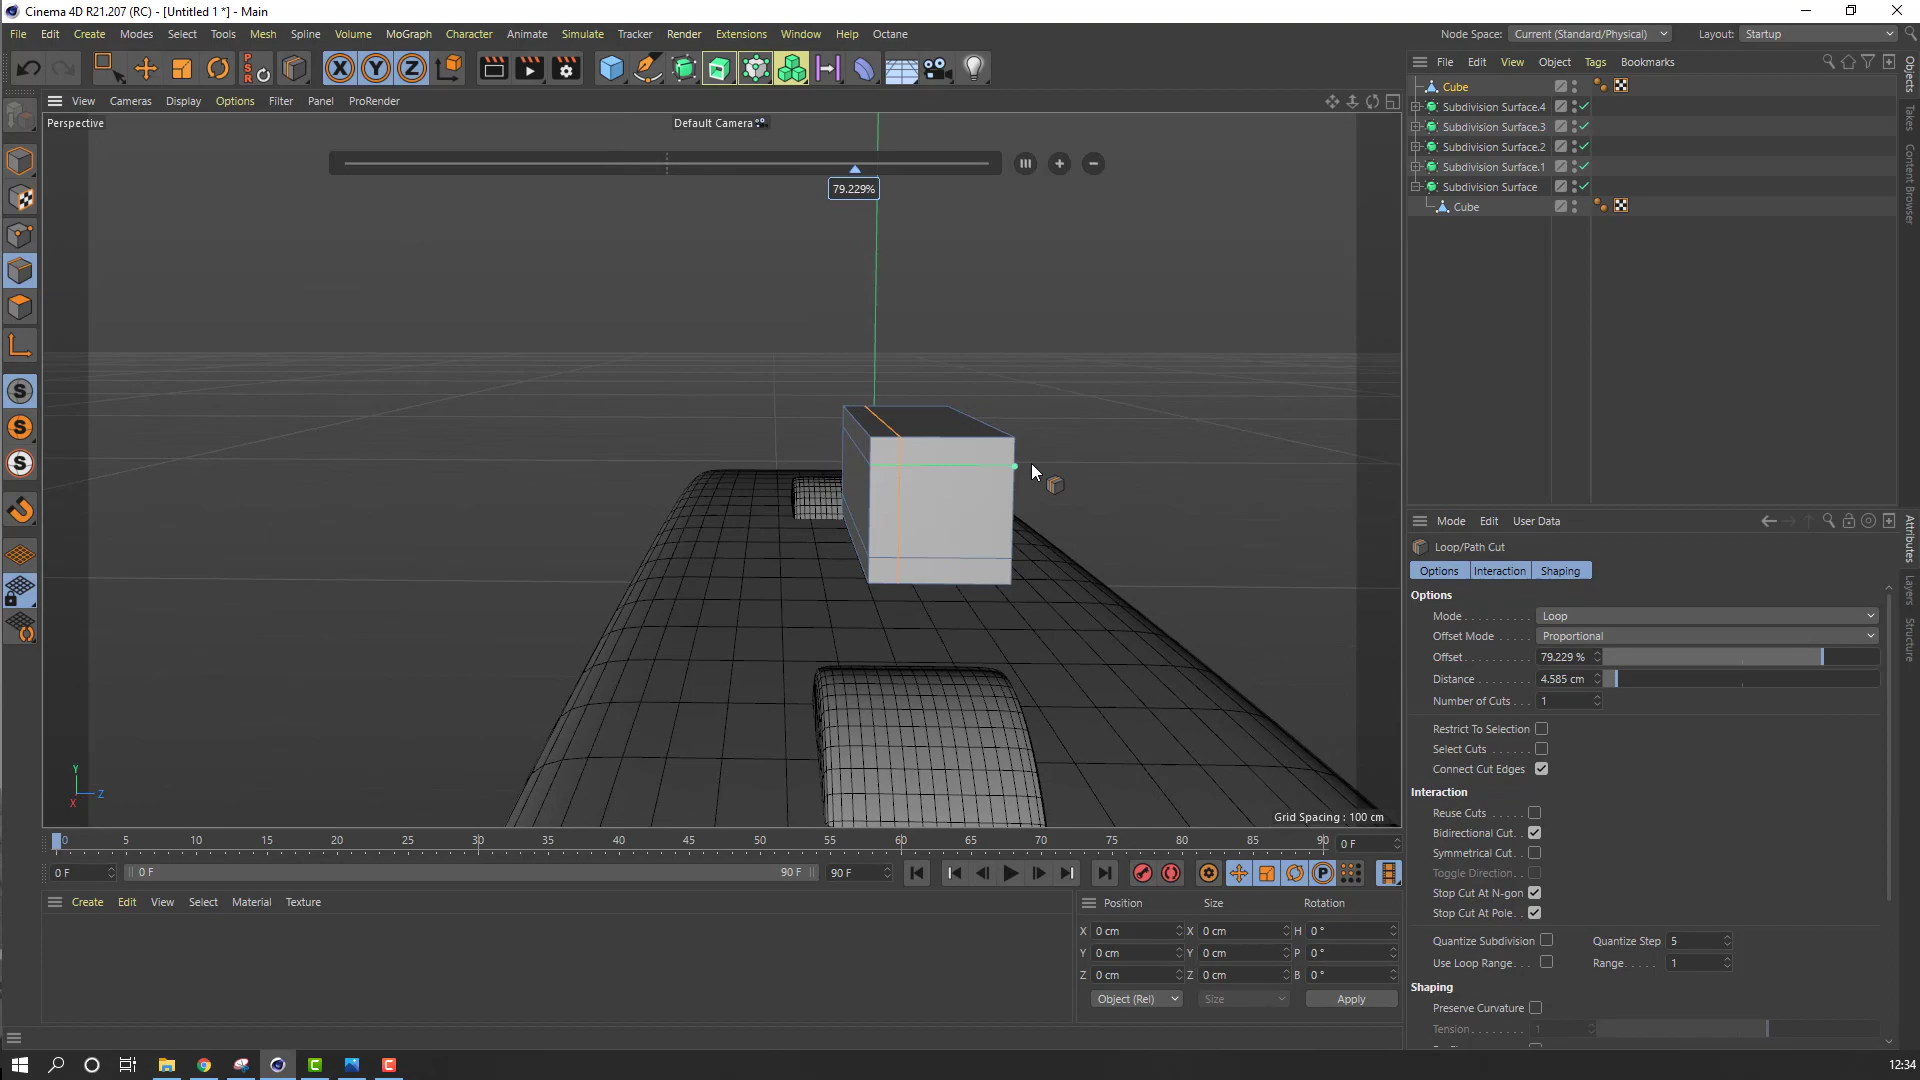 Cinema 4D R21.207 (RC) - [Untitled 1 *] - Main
File Edit Create Modes Select Tools Mesh Spline Volume MoGraph Character Animate Simulate Tracker Render Extensions Window Help Octane
Node Space: Current (Standard/Physical) Layout: Startup
File Edit View Object Tags Bookmarks
View Cameras Display Options Filter Panel ProRender
Perspective
Default Camera
79.229%
Cube
Subdivision Surface.4
Subdivision Surface.3
Subdivision Surface.2
Subdivision Surface.1
Subdivision Surface
Cube
Objects
Takes
Content Browser
Mode Edit User Data
Loop/Path Cut
Options Interaction Shaping
Options
Mode Loop
Offset Mode Proportional
Offset 79.229 %
Distance 4.585 cm
Number of Cuts 1
Restrict To Selection
Select Cuts
Connect Cut Edges
Interaction
Reuse Cuts
Bidirectional Cut
Symmetrical Cut
Toggle Direction
Stop Cut At N-gon
Stop Cut At Pole
Quantize Subdivision Quantize Step 5
Use Loop Range Range 1
Shaping
Preserve Curvature
Tension 1
Attributes
Layers
Structure
Y
X Z
Grid Spacing : 100 cm
0 5 10 15 20 25 30 35 40 45 50 55 60 65 70 75 80 85 90 0 F
0 F 0 F 90 F 90 F
Create Edit View Select Material Texture
Position Size Rotation
X 0 cm X 0 cm H 0 °
Y 0 cm Y 0 cm P 0 °
Z 0 cm Z 0 cm B 0 °
Object (Rel) Size Apply
12:34